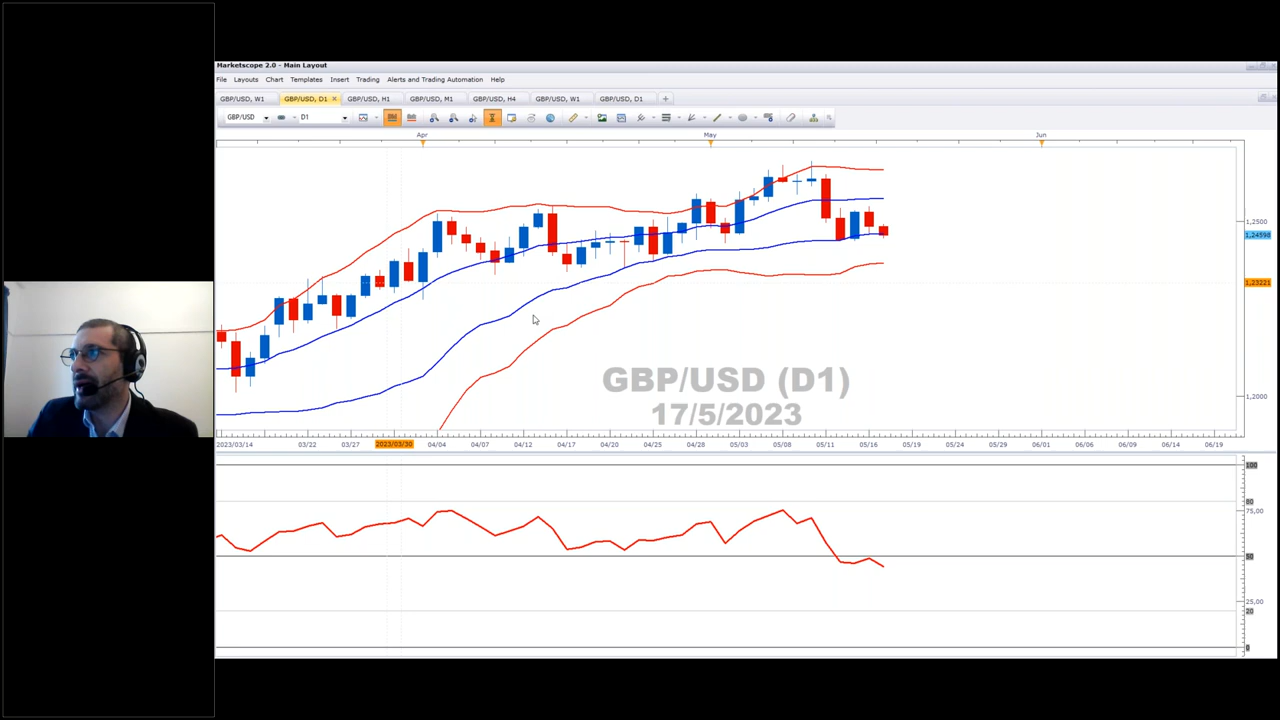 Marketscope 2.0 - Main Layout
File Layouts Chart Templates Insert Trading Alerts and Trading Automation Help
GBP/USD, W1 GBP/USD, D1 GBP/USD, H1 GBP/USD, M1 GBP/USD, H4 GBP/USD, W1 GBP/USD, D1
GBP/USD D1
Apr May Jun
1,2500
1,24598
1,23221
GBP/USD (D1)
1,2000
17/5/2023
2023/03/14 03/22 03/27 2023/03/30 04/04 04/07 04/12 04/17 04/20 04/25 04/28 05/03 05/08 05/11 05/16 05/19 05/24 05/29 06/01 06/06 06/09 06/14 06/19
100
80
75,00
50
25,00
20
0